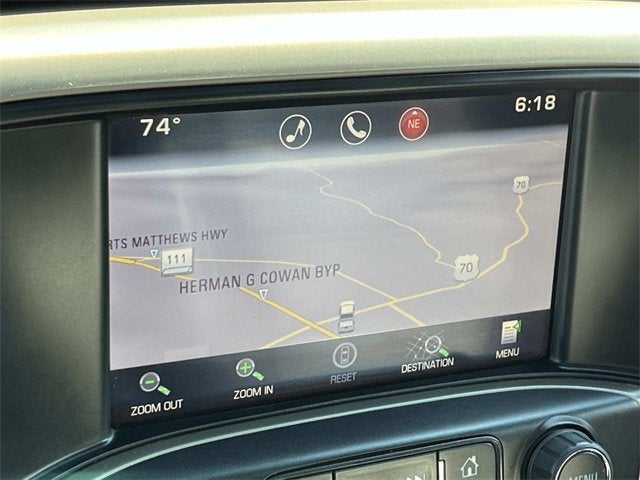 74° NE 6:18
70
RTS MATTHEWS HWY
111
70
HERMAN G COWAN BYP
ZOOM OUT ZOOM IN RESET DESTINATION MENU
MENU